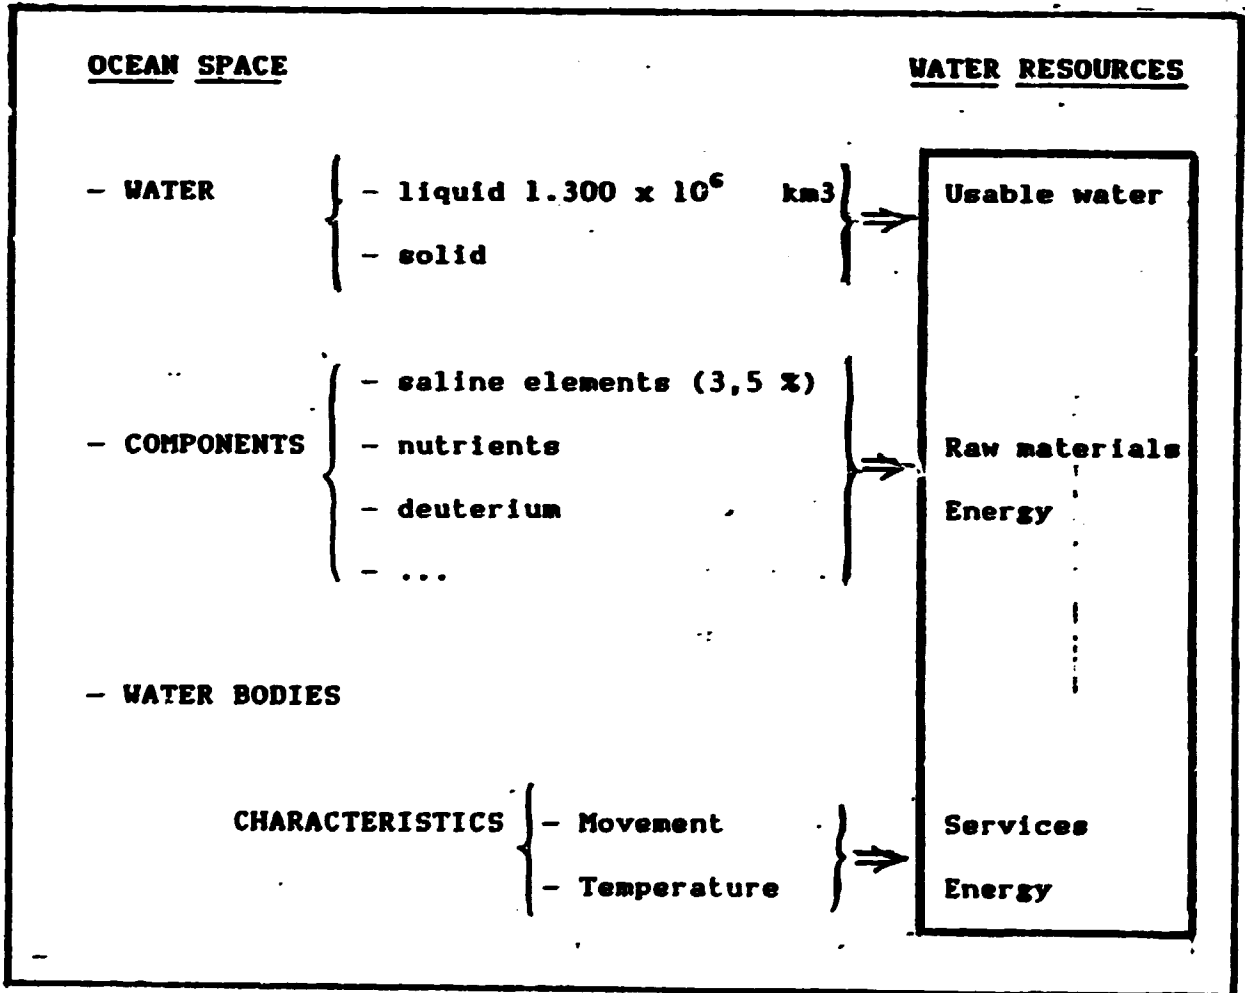 OCEAN SPACE WATER RESOURCES
- WATER - liquid 1.300 x 10⁶ km3 Usable water
- solid
- saline elements (3,5 %)
- COMPONENTS - nutrients Raw materials
- deuterium Energy
- ...
- WATER BODIES
CHARACTERISTICS - Movement Services
- Temperature Energy